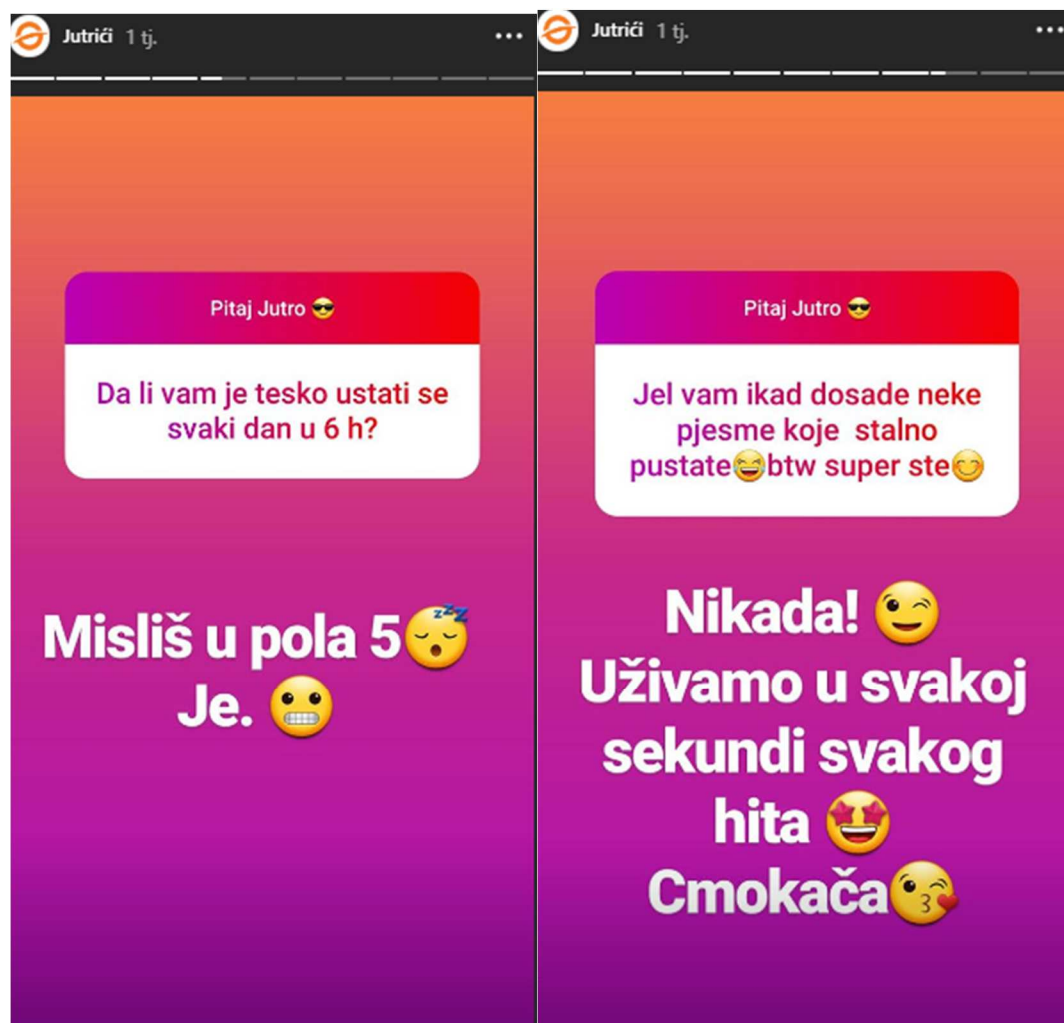 Jutrići 1 tj.
Pitaj Jutro 😎
Da li vam je tesko ustati se
svaki dan u 6 h?
Misliš u pola 5😴
Je. 😬
Jutrići 1 tj.
Pitaj Jutro 😎
Jel vam ikad dosade neke
pjesme koje stalno
pustate😂btw super ste😊
Nikada! 😉
Uživamo u svakoj
sekundi svakog
hita 🤩
Cmokača😘